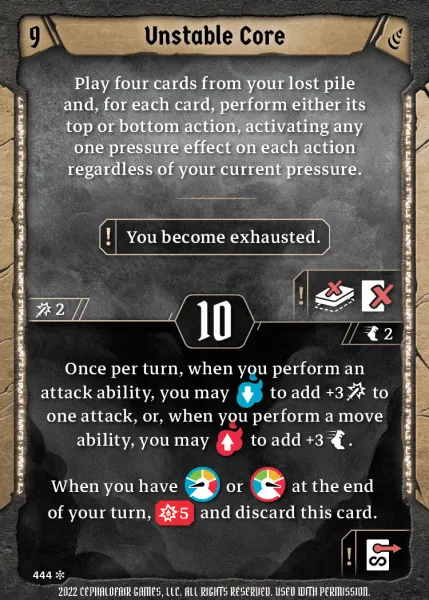 9 Unstable Core
Play four cards from your lost pile
and, for each card, perform either its
top or bottom action, activating any
one pressure effect on each action
regardless of your current pressure.
! You become exhausted.
!
2
10
2
Once per turn, when you perform an
attack ability, you may to add +3 to
one attack, or, when you perform a move
ability, you may to add +3 .
When you have or at the end
of your turn, 5 and discard this card.
! S
444
2022 CEPHALOFAIR GAMES, LLC. ALL RIGHTS RESERVED. USED WITH PERMISSION.